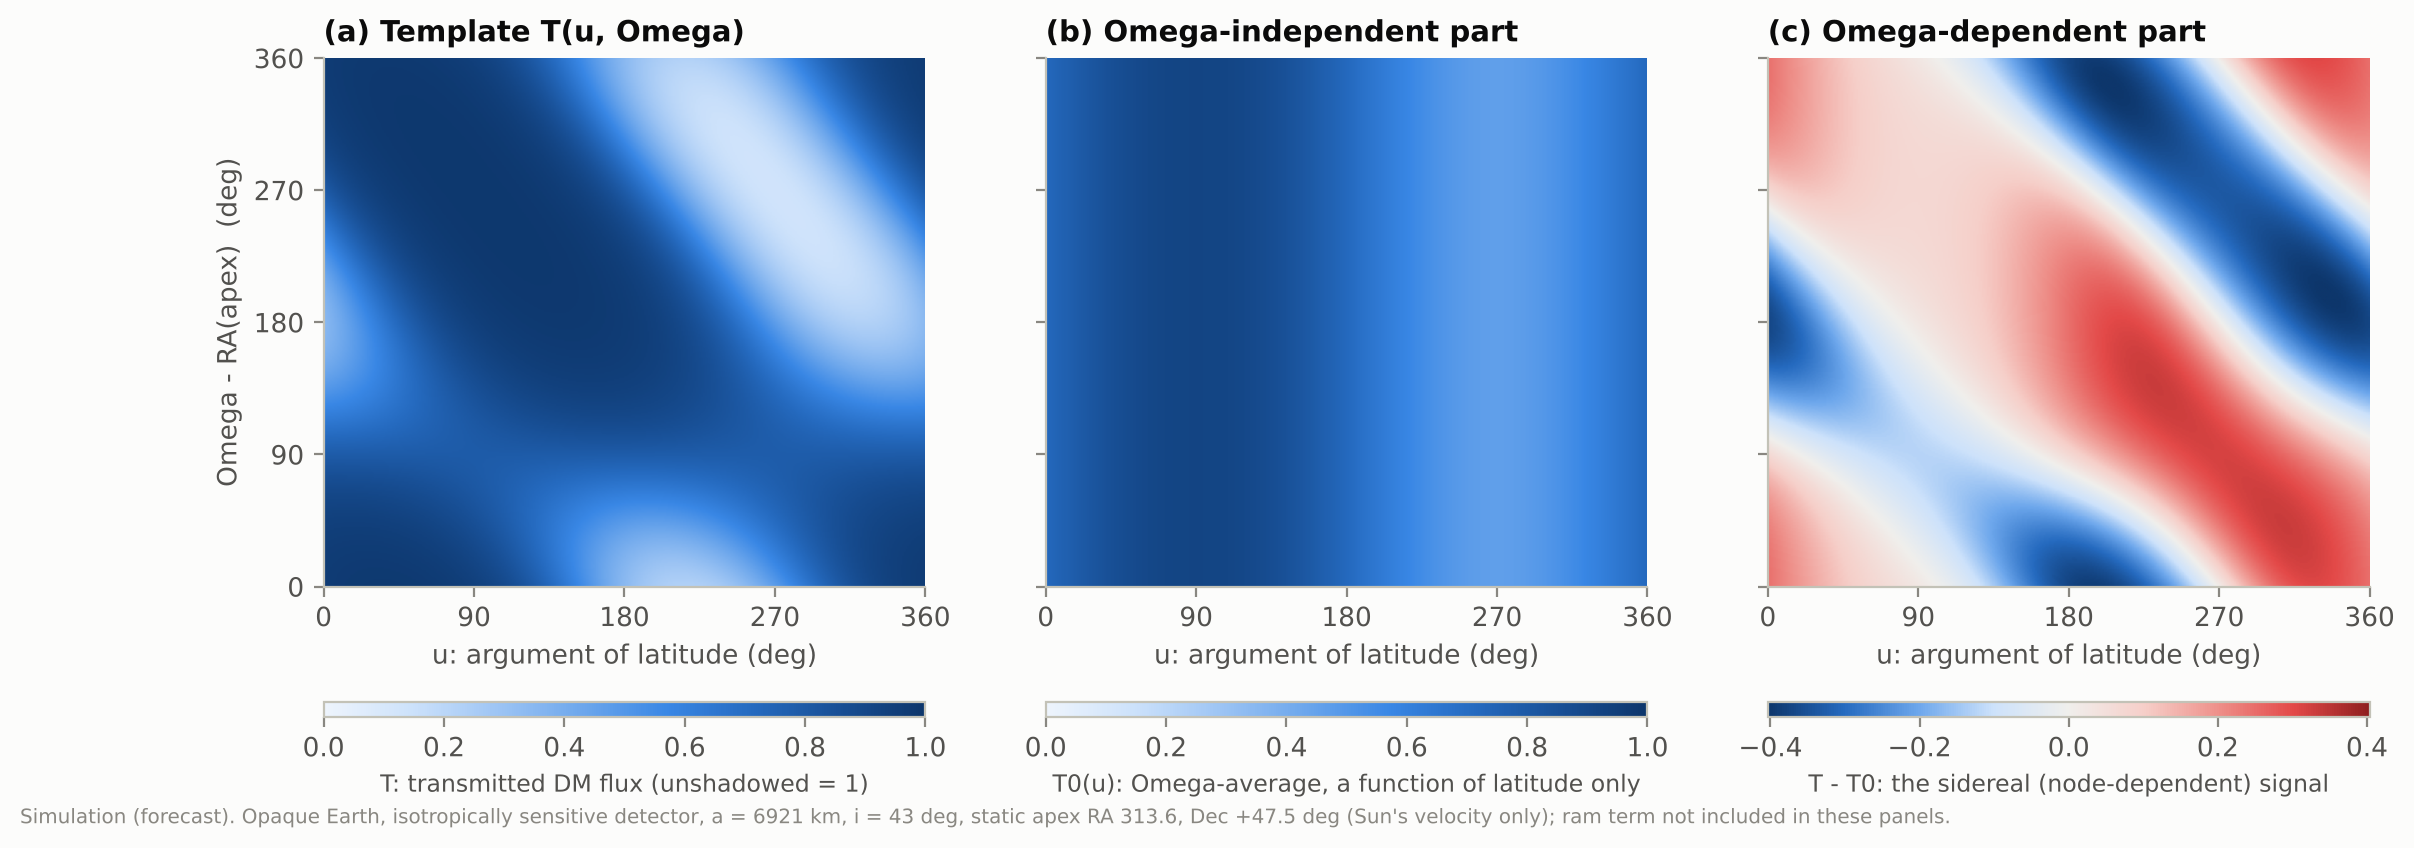 (a) Template T(u, Omega)
(b) Omega-independent part
(c) Omega-dependent part
Omega - RA(apex) (deg)
360
270
180
90
0
0 90 180 270 360
0 90 180 270 360
0 90 180 270 360
u: argument of latitude (deg)
u: argument of latitude (deg)
u: argument of latitude (deg)
0.0 0.2 0.4 0.6 0.8 1.0
0.0 0.2 0.4 0.6 0.8 1.0
−0.4 −0.2 0.0 0.2 0.4
T: transmitted DM flux (unshadowed = 1)
T0(u): Omega-average, a function of latitude only
T - T0: the sidereal (node-dependent) signal
Simulation (forecast). Opaque Earth, isotropically sensitive detector, a = 6921 km, i = 43 deg, static apex RA 313.6, Dec +47.5 deg (Sun's velocity only); ram term not included in these panels.